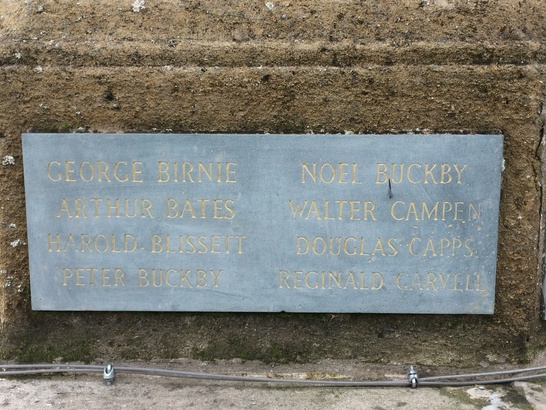 GEORGE BIRNIE
ARTHUR BATES
HAROLD BLISSETT
PETER BUCKBY
NOEL BUCKBY
WALTER CAMPEN
DOUGLAS CAPPS
REGINALD CARVELL